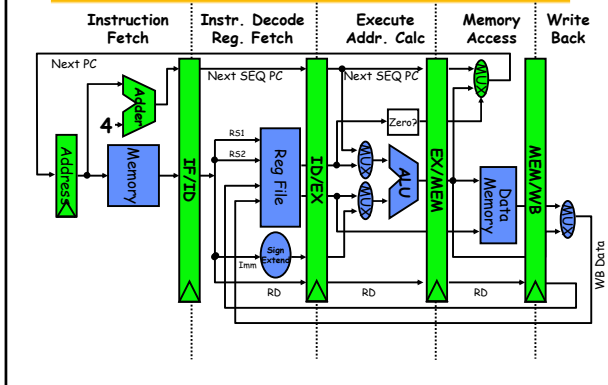 Instruction
Fetch
Instr. Decode
Reg. Fetch
Execute
Addr. Calc
Memory
Access
Write
Back
Next PC
Next SEQ PC
Next SEQ PC
MUX
Adder
4
Zero?
RS1
RS2
Address
Memory
IF/ID
Reg File
ID/EX
MUX
MUX
ALU
EX/MEM
Data
Memory
MEM/WB
MUX
Sign
Extend
Imm
RD
RD
RD
WB Data